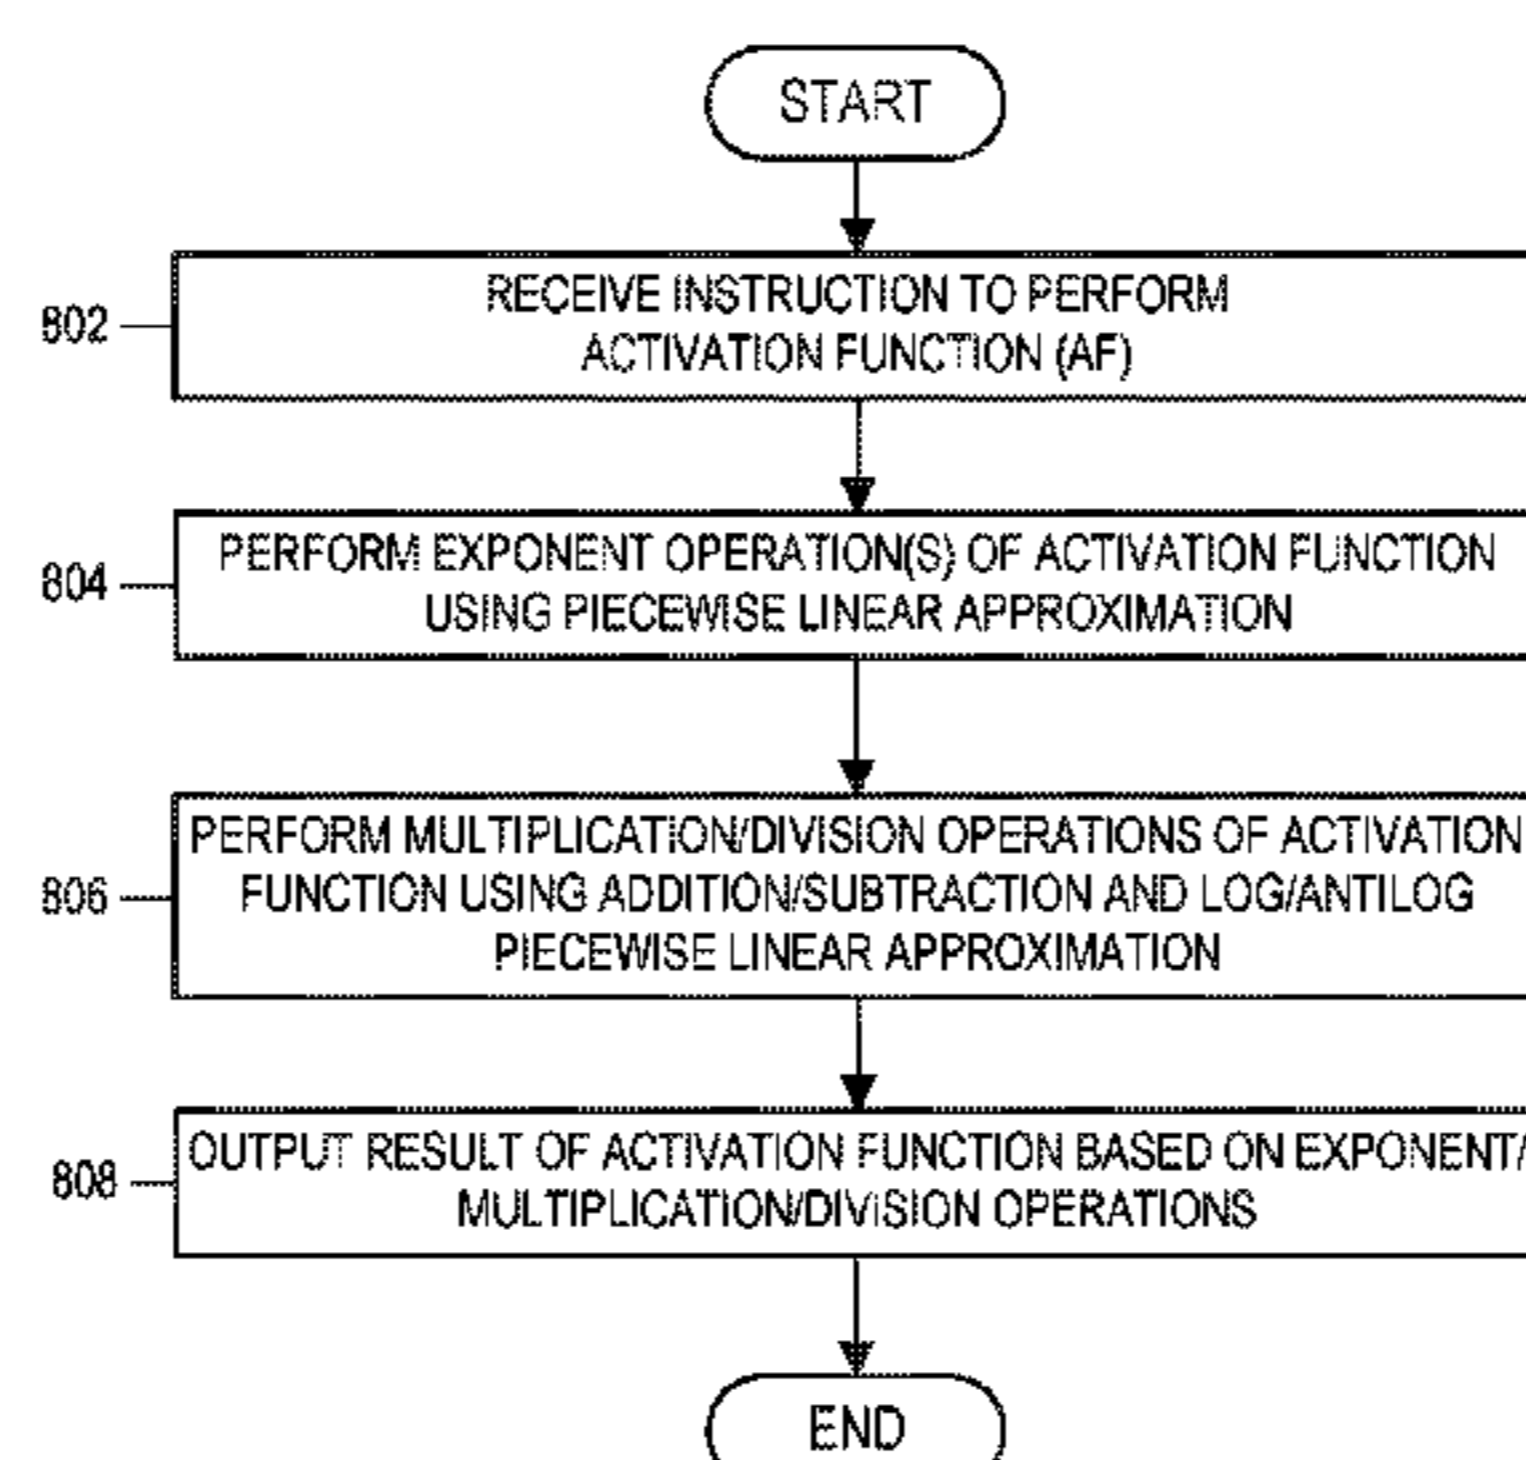 START
RECEIVE INSTRUCTION TO PERFORM
ACTIVATION FUNCTION (AF)
802
PERFORM EXPONENT OPERATION(S) OF ACTIVATION FUNCTION
USING PIECEWISE LINEAR APPROXIMATION
804
PERFORM MULTIPLICATION/DIVISION OPERATIONS OF ACTIVATION
FUNCTION USING ADDITION/SUBTRACTION AND LOG/ANTILOG
PIECEWISE LINEAR APPROXIMATION
806
OUTPUT RESULT OF ACTIVATION FUNCTION BASED ON EXPONENT/
MULTIPLICATION/DIVISION OPERATIONS
808
END